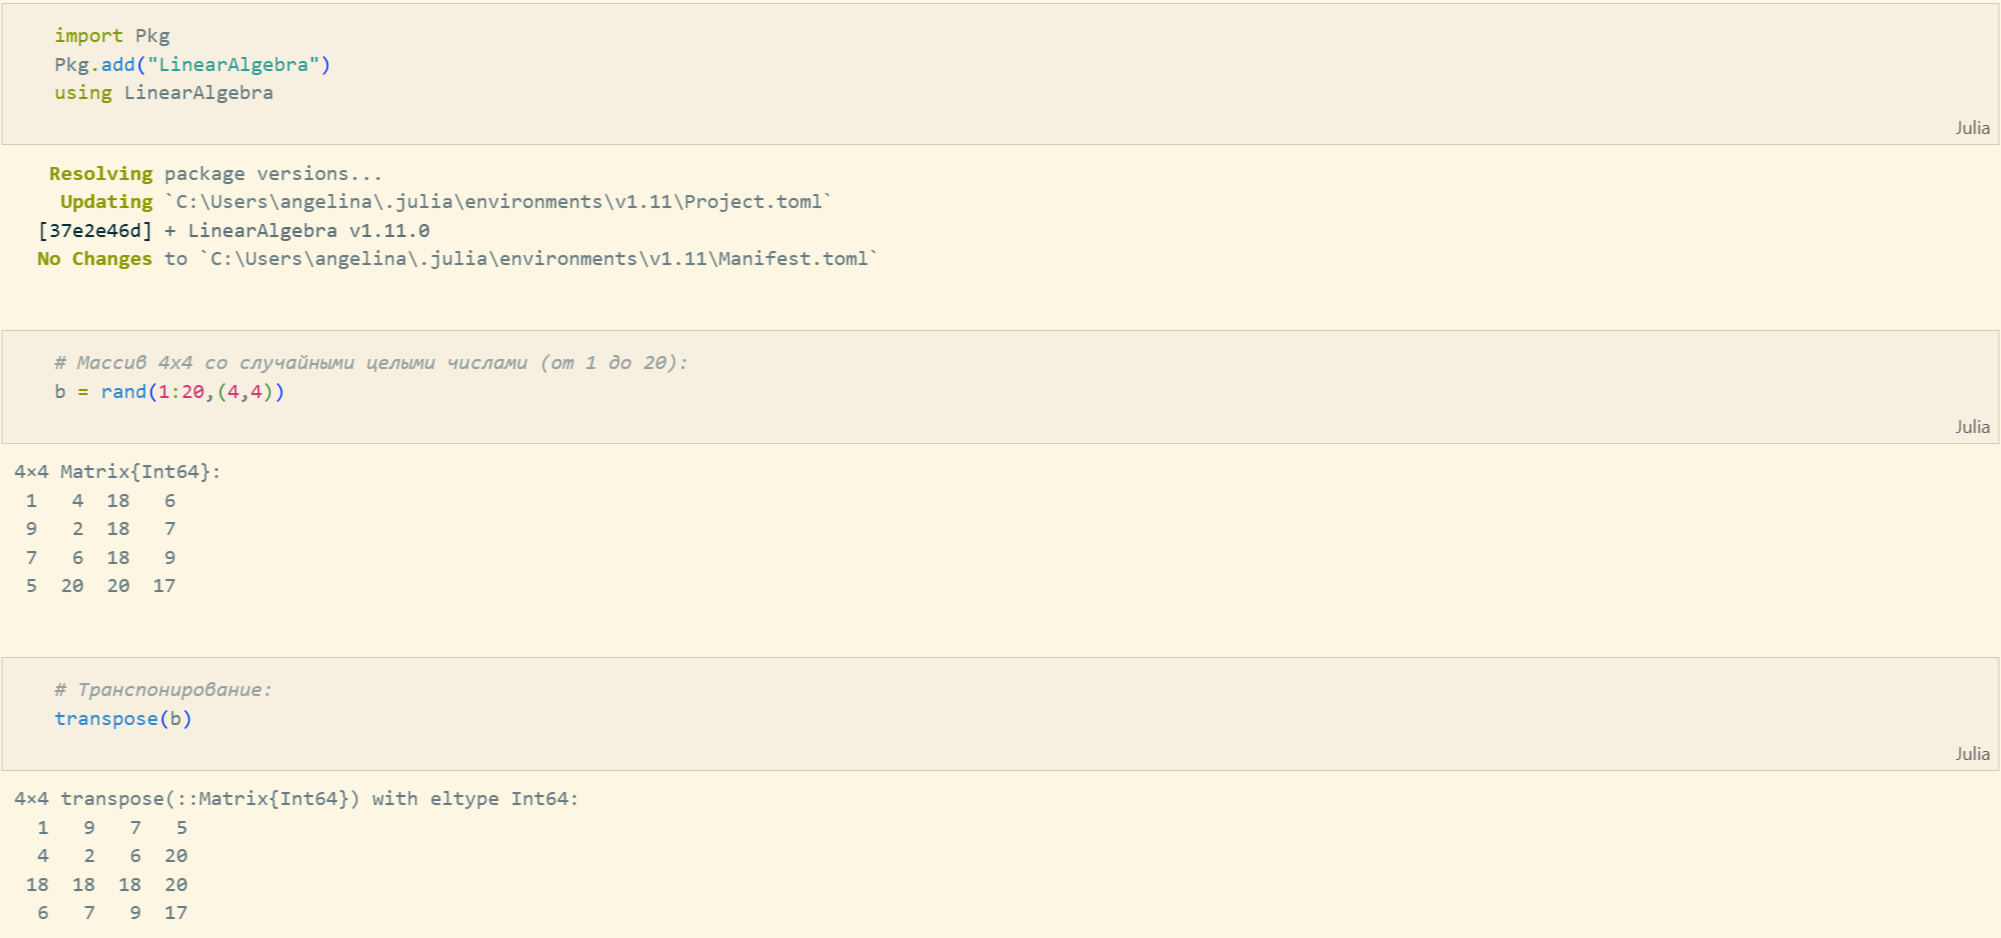 import Pkg
Pkg.add("LinearAlgebra")
using LinearAlgebra
Julia
Resolving package versions...
Updating `C:\Users\angelina\.julia\environments\v1.11\Project.toml`
[37e2e46d] + LinearAlgebra v1.11.0
No Changes to `C:\Users\angelina\.julia\environments\v1.11\Manifest.toml`
# Массив 4x4 со случайными целыми числами (от 1 до 20):
b = rand(1:20,(4,4))
Julia
4×4 Matrix{Int64}:
1 4 18 6
9 2 18 7
7 6 18 9
5 20 20 17
# Транспонирование:
transpose(b)
Julia
4×4 transpose(::Matrix{Int64}) with eltype Int64:
1 9 7 5
4 2 6 20
18 18 18 20
6 7 9 17